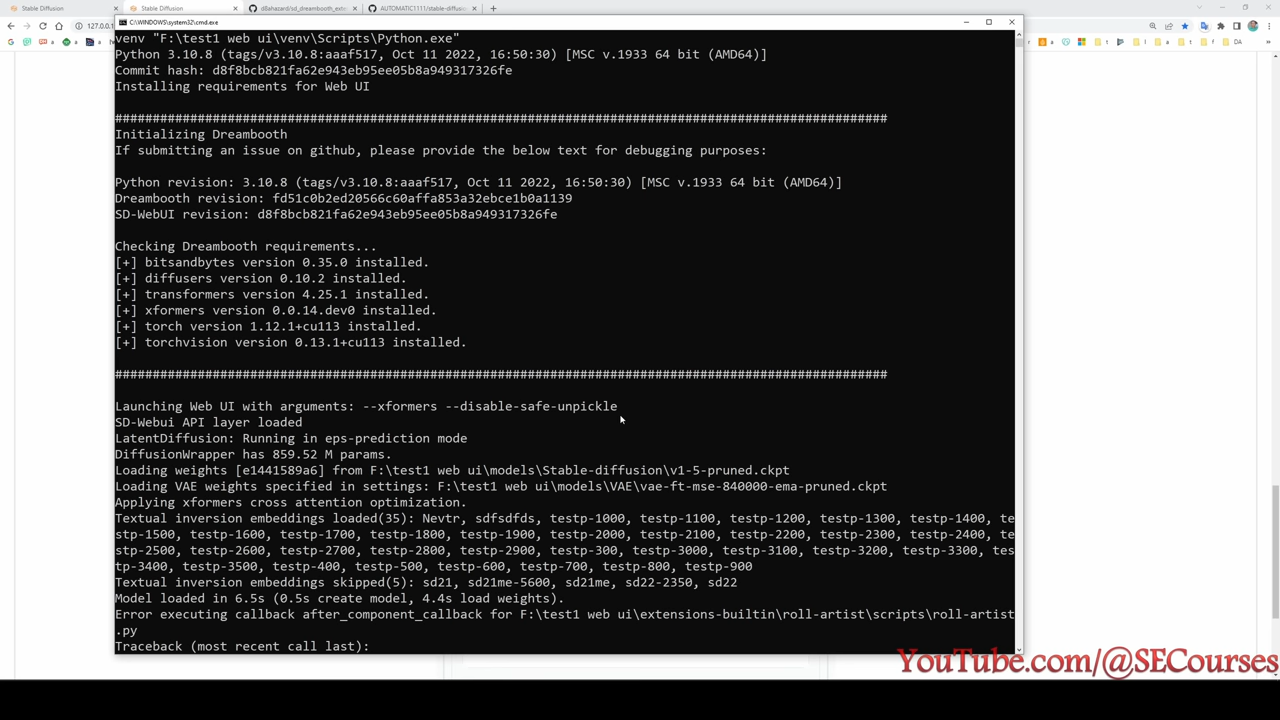 Stable Diffusion
Stable Diffusion
d8ahazard/sd_dreambooth_exte
AUTOMATIC1111/stable-diffus
127.0.0.1
C:\WINDOWS\system32\cmd.exe
venv "F:\test1 web ui\venv\Scripts\Python.exe"
Python 3.10.8 (tags/v3.10.8:aaaf517, Oct 11 2022, 16:50:30) [MSC v.1933 64 bit (AMD64)]
Commit hash: d8f8bcb821fa62e943eb95ee05b8a949317326fe
Installing requirements for Web UI
#######################################################################################################
Initializing Dreambooth
If submitting an issue on github, please provide the below text for debugging purposes:
Python revision: 3.10.8 (tags/v3.10.8:aaaf517, Oct 11 2022, 16:50:30) [MSC v.1933 64 bit (AMD64)]
Dreambooth revision: fd51c0b2ed20566c60affa853a32ebce1b0a1139
SD-WebUI revision: d8f8bcb821fa62e943eb95ee05b8a949317326fe
Checking Dreambooth requirements...
[+] bitsandbytes version 0.35.0 installed.
[+] diffusers version 0.10.2 installed.
[+] transformers version 4.25.1 installed.
[+] xformers version 0.0.14.dev0 installed.
[+] torch version 1.12.1+cu113 installed.
[+] torchvision version 0.13.1+cu113 installed.
#######################################################################################################
Launching Web UI with arguments: --xformers --disable-safe-unpickle
SD-Webui API layer loaded
LatentDiffusion: Running in eps-prediction mode
DiffusionWrapper has 859.52 M params.
Loading weights [e1441589a6] from F:\test1 web ui\models\Stable-diffusion\v1-5-pruned.ckpt
Loading VAE weights specified in settings: F:\test1 web ui\models\VAE\vae-ft-mse-840000-ema-pruned.ckpt
Applying xformers cross attention optimization.
Textual inversion embeddings loaded(35): Nevtr, sdfsdfds, testp-1000, testp-1100, testp-1200, testp-1300, testp-1400, te
stp-1500, testp-1600, testp-1700, testp-1800, testp-1900, testp-2000, testp-2100, testp-2200, testp-2300, testp-2400, te
stp-2500, testp-2600, testp-2700, testp-2800, testp-2900, testp-300, testp-3000, testp-3100, testp-3200, testp-3300, tes
tp-3400, testp-3500, testp-400, testp-500, testp-600, testp-700, testp-800, testp-900
Textual inversion embeddings skipped(5): sd21, sd21me-5600, sd21me, sd22-2350, sd22
Model loaded in 6.5s (0.5s create model, 4.4s load weights).
Error executing callback after_component_callback for F:\test1 web ui\extensions-builtin\roll-artist\scripts\roll-artist
.py
Traceback (most recent call last):
YouTube.com/@SECourses